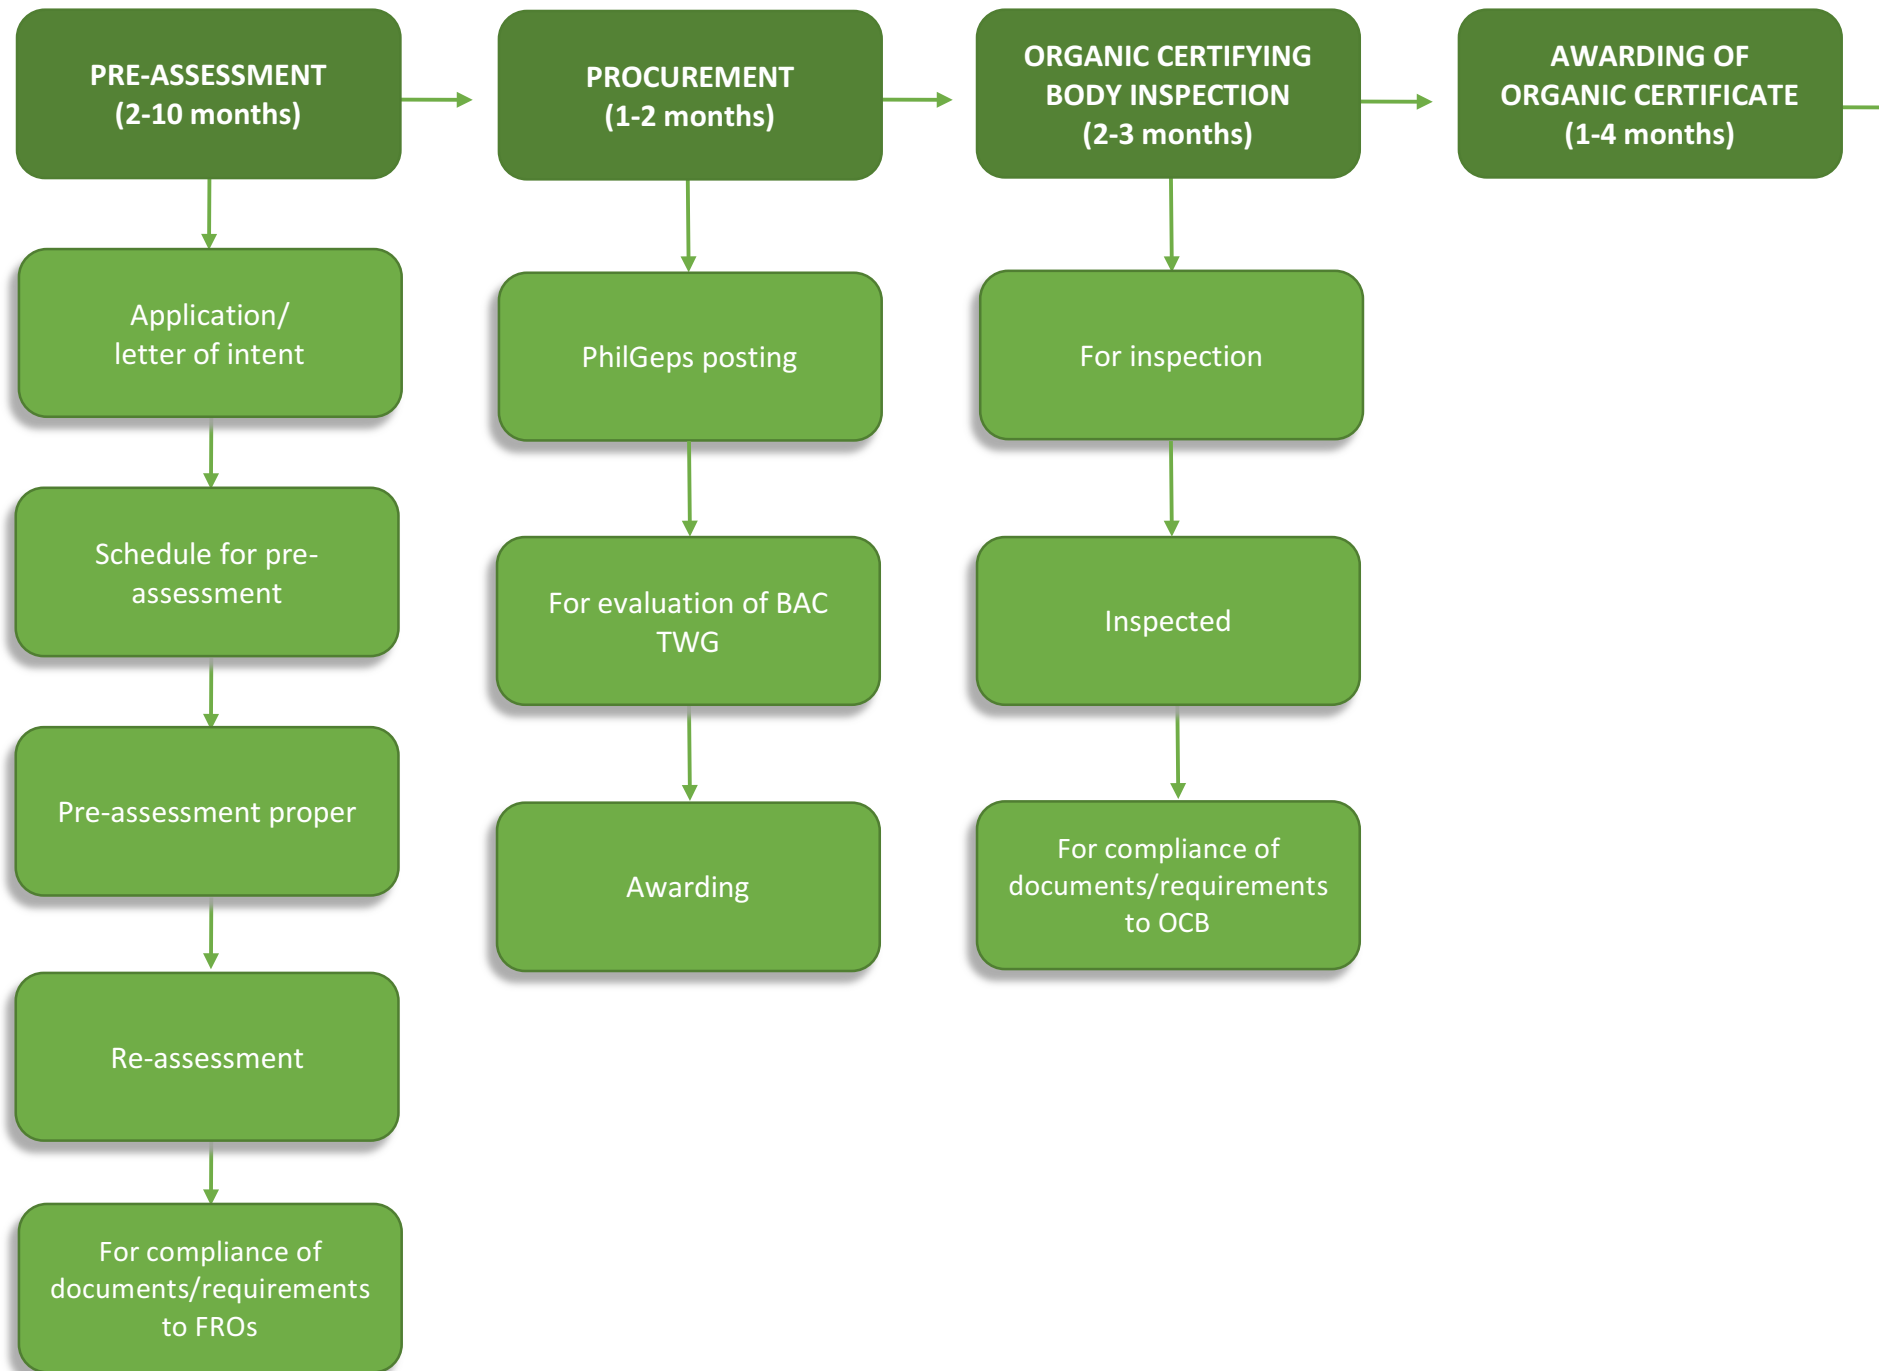 PRE-ASSESSMENT
(2-10 months)
PROCUREMENT
(1-2 months)
ORGANIC CERTIFYING
BODY INSPECTION
(2-3 months)
AWARDING OF
ORGANIC CERTIFICATE
(1-4 months)
Application/
letter of intent
Schedule for pre-
assessment
Pre-assessment proper
Re-assessment
For compliance of
documents/requirements
to FROs
PhilGeps posting
For evaluation of BAC
TWG
Awarding
For inspection
Inspected
For compliance of
documents/requirements
to OCB